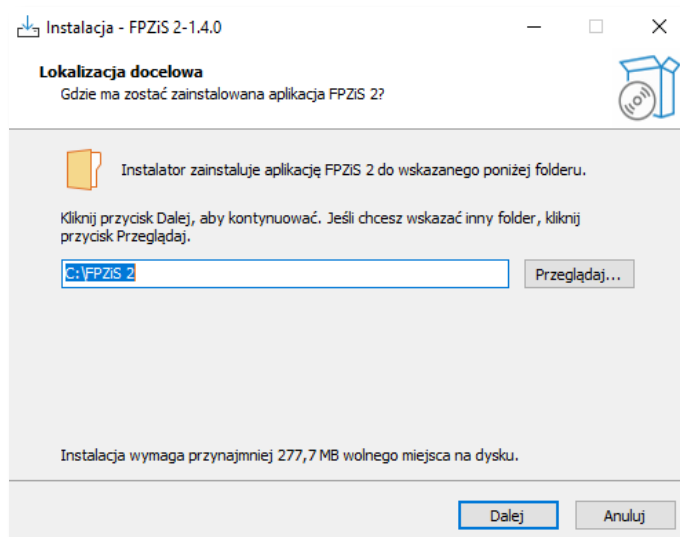 Instalacja - FPZiS 2-1.4.0
Lokalizacja docelowa
Gdzie ma zostać zainstalowana aplikacja FPZiS 2?
Instalator zainstaluje aplikację FPZiS 2 do wskazanego poniżej folderu.
Kliknij przycisk Dalej, aby kontynuować. Jeśli chcesz wskazać inny folder, kliknij
przycisk Przeglądaj.
C:\FPZiS 2
Przeglądaj...
Instalacja wymaga przynajmniej 277,7 MB wolnego miejsca na dysku.
Dalej
Anuluj